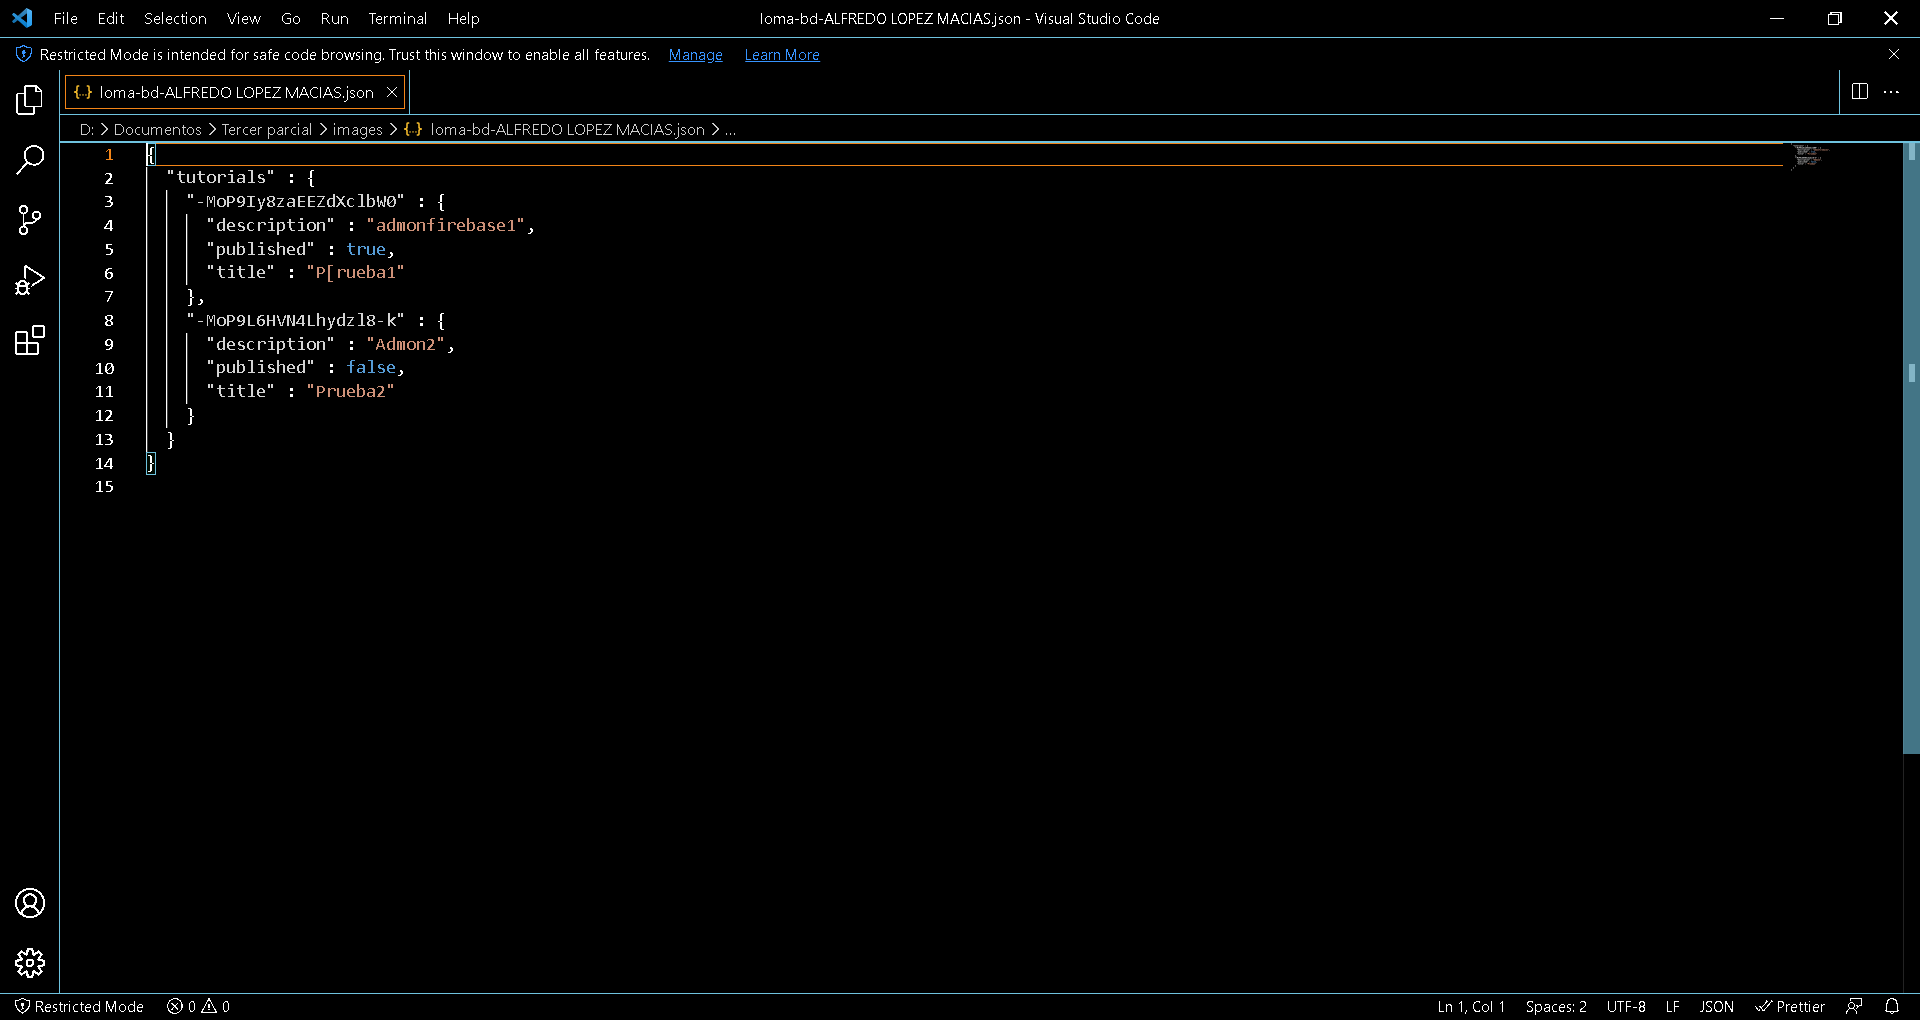 File Edit Selection View Go Run Terminal Help loma-bd-ALFREDO LOPEZ MACIAS.json - Visual Studio Code
Restricted Mode is intended for safe code browsing. Trust this window to enable all features. Manage Learn More
{..} loma-bd-ALFREDO LOPEZ MACIAS.json
D: > Documentos > Tercer parcial > images > {..} loma-bd-ALFREDO LOPEZ MACIAS.json > ...
1 {
2 "tutorials" : {
3 "-MoP9Iy8zaEEZdXclbW0" : {
4 "description" : "admonfirebase1",
5 "published" : true,
6 "title" : "P[rueba1"
7 },
8 "-MoP9L6HVN4Lhydzl8-k" : {
9 "description" : "Admon2",
10 "published" : false,
11 "title" : "Prueba2"
12 }
13 }
14 }
15
Restricted Mode 0 0 Ln 1, Col 1 Spaces: 2 UTF-8 LF JSON Prettier